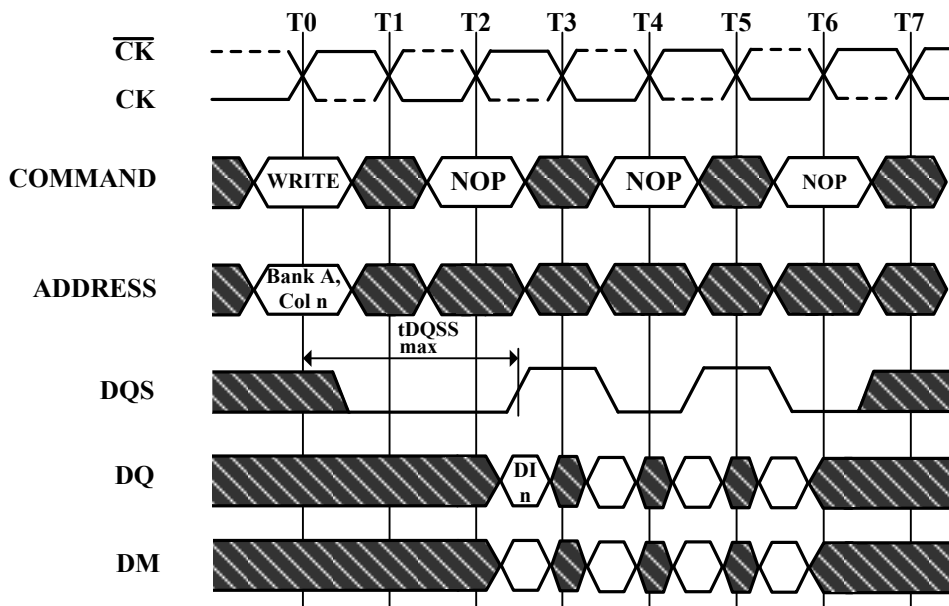 T0 T1 T2 T3 T4 T5 T6 T7
CK
CK
COMMAND
WRITE NOP NOP NOP
ADDRESS
Bank A,
Col n
tDQSS
max
DQS
DQ
DI
n
DM